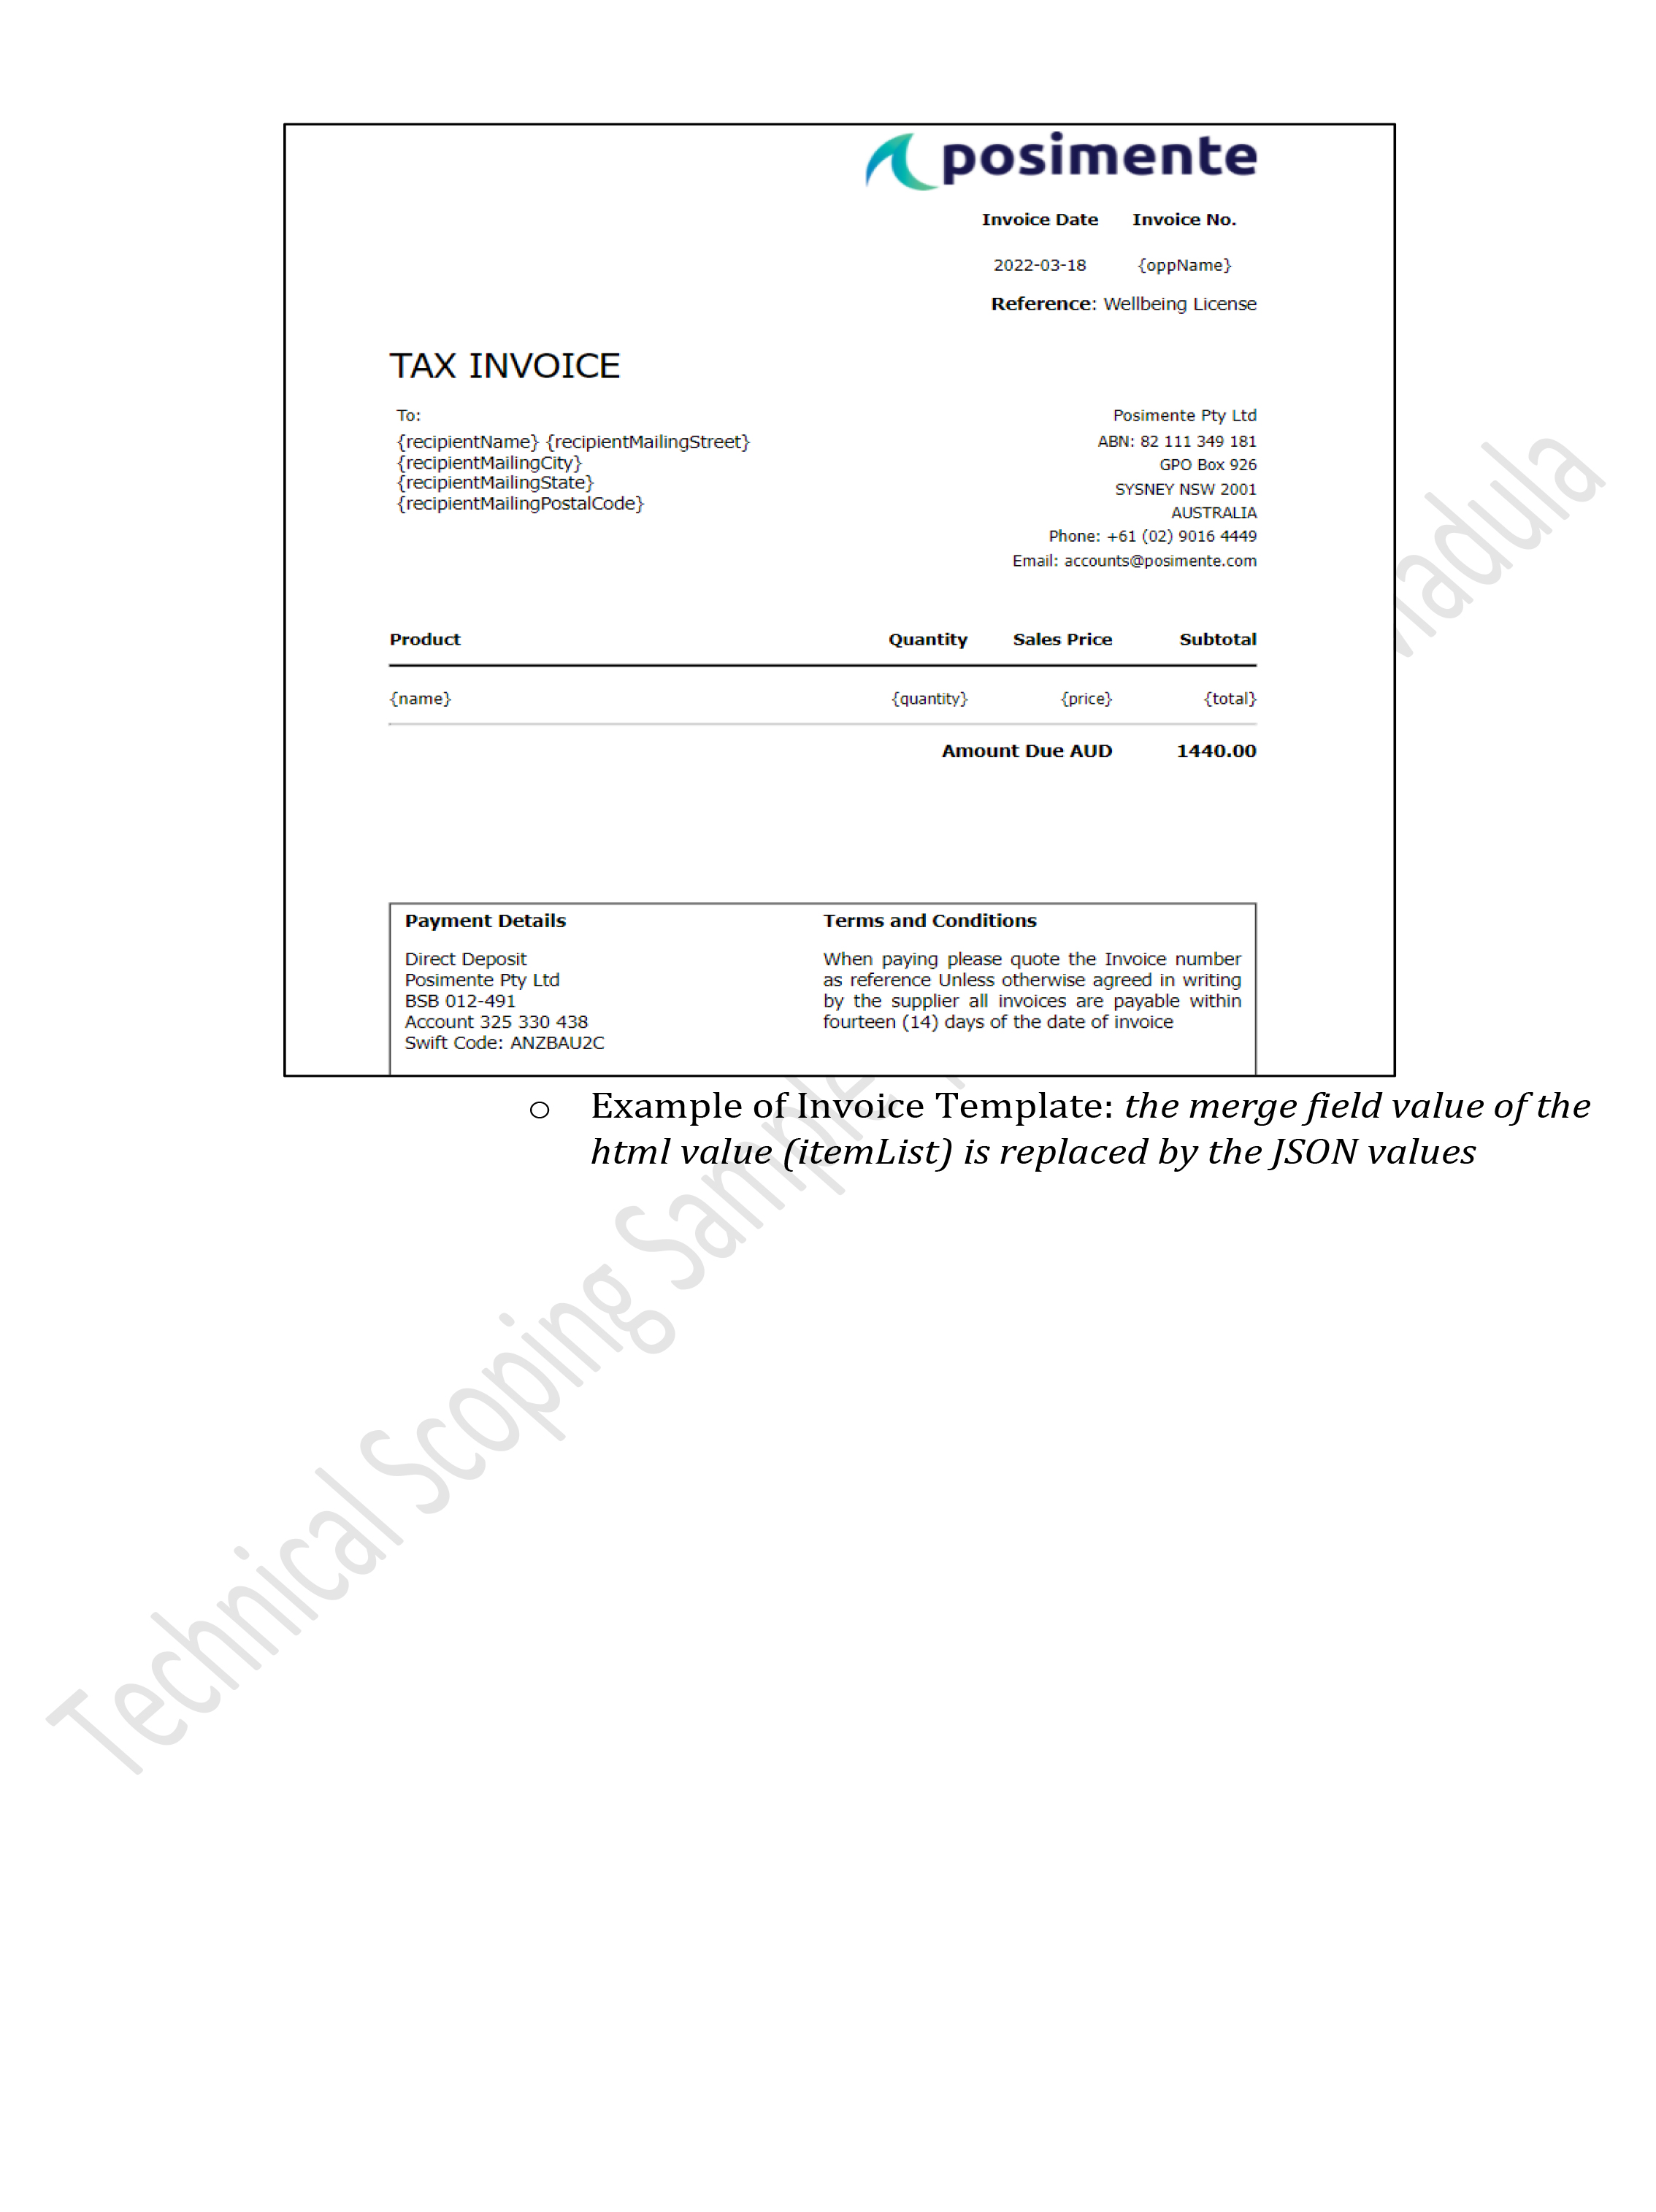 posimente
Invoice Date Invoice No.
2022-03-18 {oppName}
Reference: Wellbeing License
TAX INVOICE
To:
{recipientName} {recipientMailingStreet}
{recipientMailingCity}
{recipientMailingState}
{recipientMailingPostalCode}
Posimente Pty Ltd
ABN: 82 111 349 181
GPO Box 926
SYSNEY NSW 2001
AUSTRALIA
Phone: +61 (02) 9016 4449
Email: accounts@posimente.com
Product Quantity Sales Price Subtotal
{name} {quantity} {price} {total}
Amount Due AUD 1440.00
Payment Details
Direct Deposit
Posimente Pty Ltd
BSB 012-491
Account 325 330 438
Swift Code: ANZBAU2C
Terms and Conditions
When paying please quote the Invoice number
as reference Unless otherwise agreed in writing
by the supplier all invoices are payable within
fourteen (14) days of the date of invoice
o Example of Invoice Template: the merge field value of the
html value (itemList) is replaced by the JSON values
Technical Scoping Sample